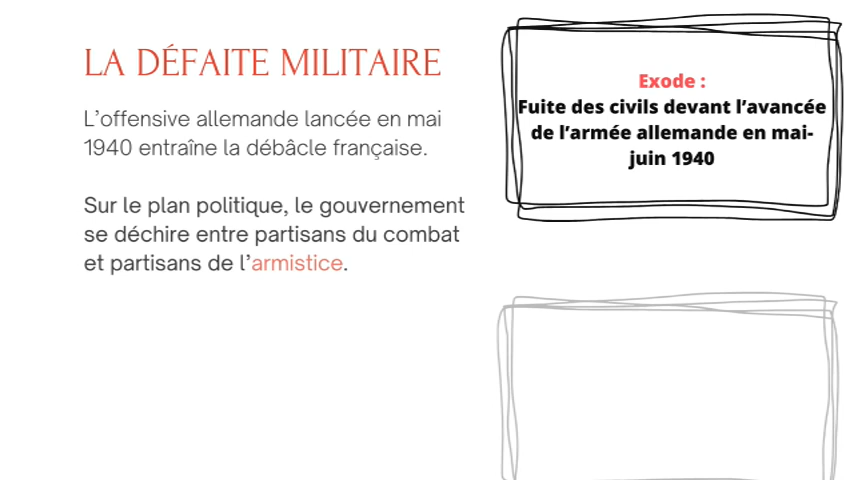 LA DÉFAITE MILITAIRE
L’offensive allemande lancée en mai
1940 entraîne la débâcle française.
Sur le plan politique, le gouvernement
se déchire entre partisans du combat
et partisans de l’armistice.
Exode :
Fuite des civils devant l’avancée
de l’armée allemande en mai-
juin 1940